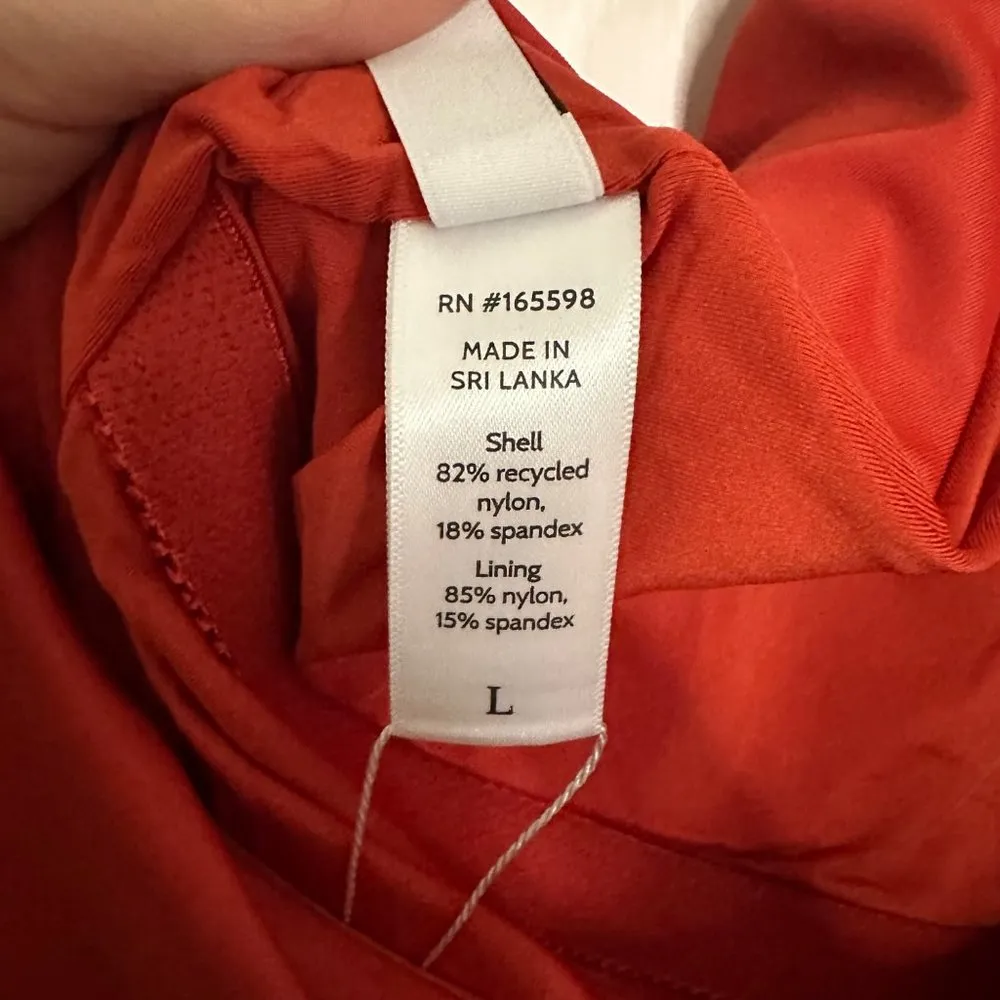 RN #165598
MADE IN
SRI LANKA
Shell
82% recycled
nylon,
18% spandex
Lining
85% nylon,
15% spandex
L